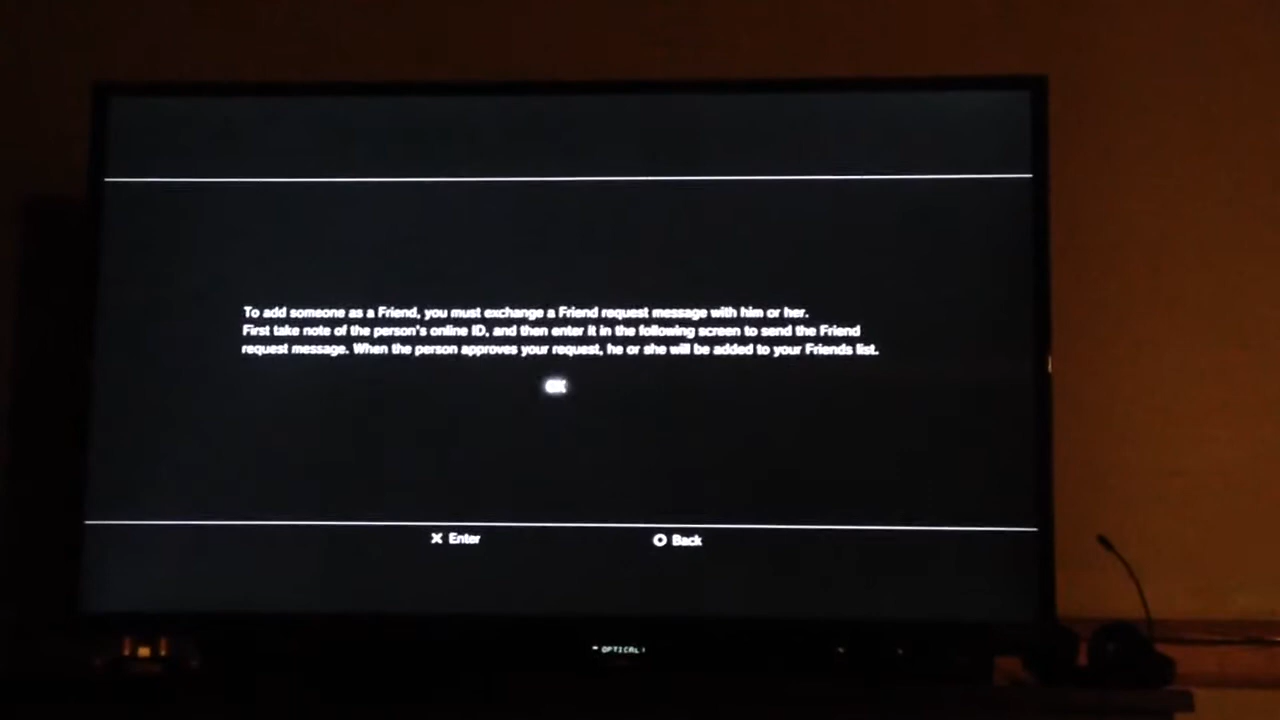 To add someone as a Friend, you must exchange a Friend request message with him or her.
First take note of the person's online ID, and then enter it in the following screen to send the Friend
request message. When the person approves your request, he or she will be added to your Friends list.
OK
X Enter
O Back
OPTICAL